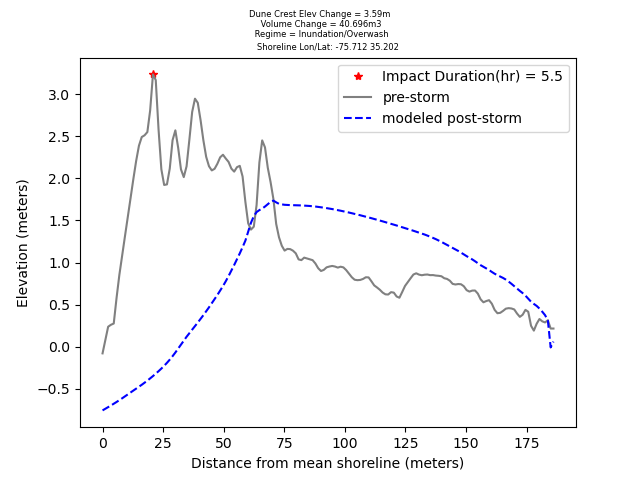 Dune Crest Elev Change = 3.59m
Volume Change = 40.696m3
Regime = Inundation/Overwash
Shoreline Lon/Lat: -75.712 35.202
Impact Duration(hr) = 5.5
pre-storm
modeled post-storm
3.0
2.5
2.0
1.5
1.0
0.5
0.0
−0.5
Elevation (meters)
0 25 50 75 100 125 150 175
Distance from mean shoreline (meters)